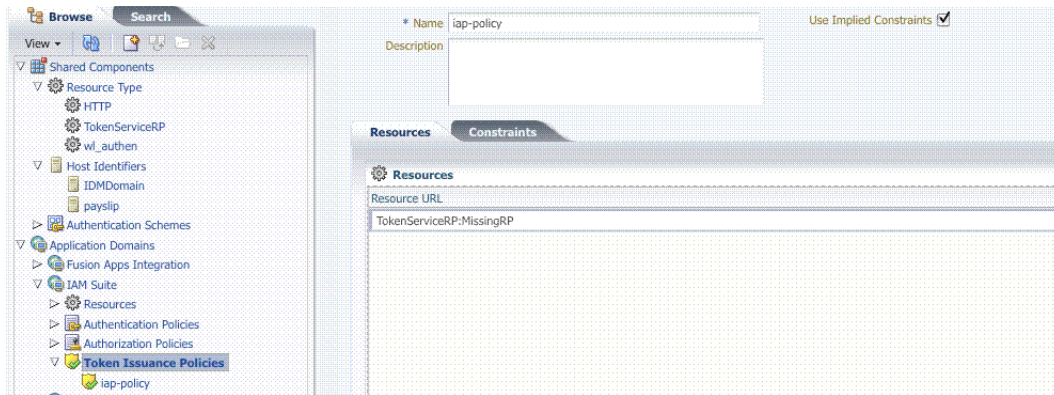 Browse Search
View
Shared Components
Resource Type
HTTP
TokenServiceRP
wl_authen
Host Identifiers
IDMDomain
payslip
Authentication Schemes
Application Domains
Fusion Apps Integration
IAM Suite
Resources
Authentication Policies
Authorization Policies
Token Issuance Policies
iap-policy
* Name iap-policy
Use Implied Constraints
Description
Resources Constraints
Resources
Resource URL
TokenServiceRP:MissingRP